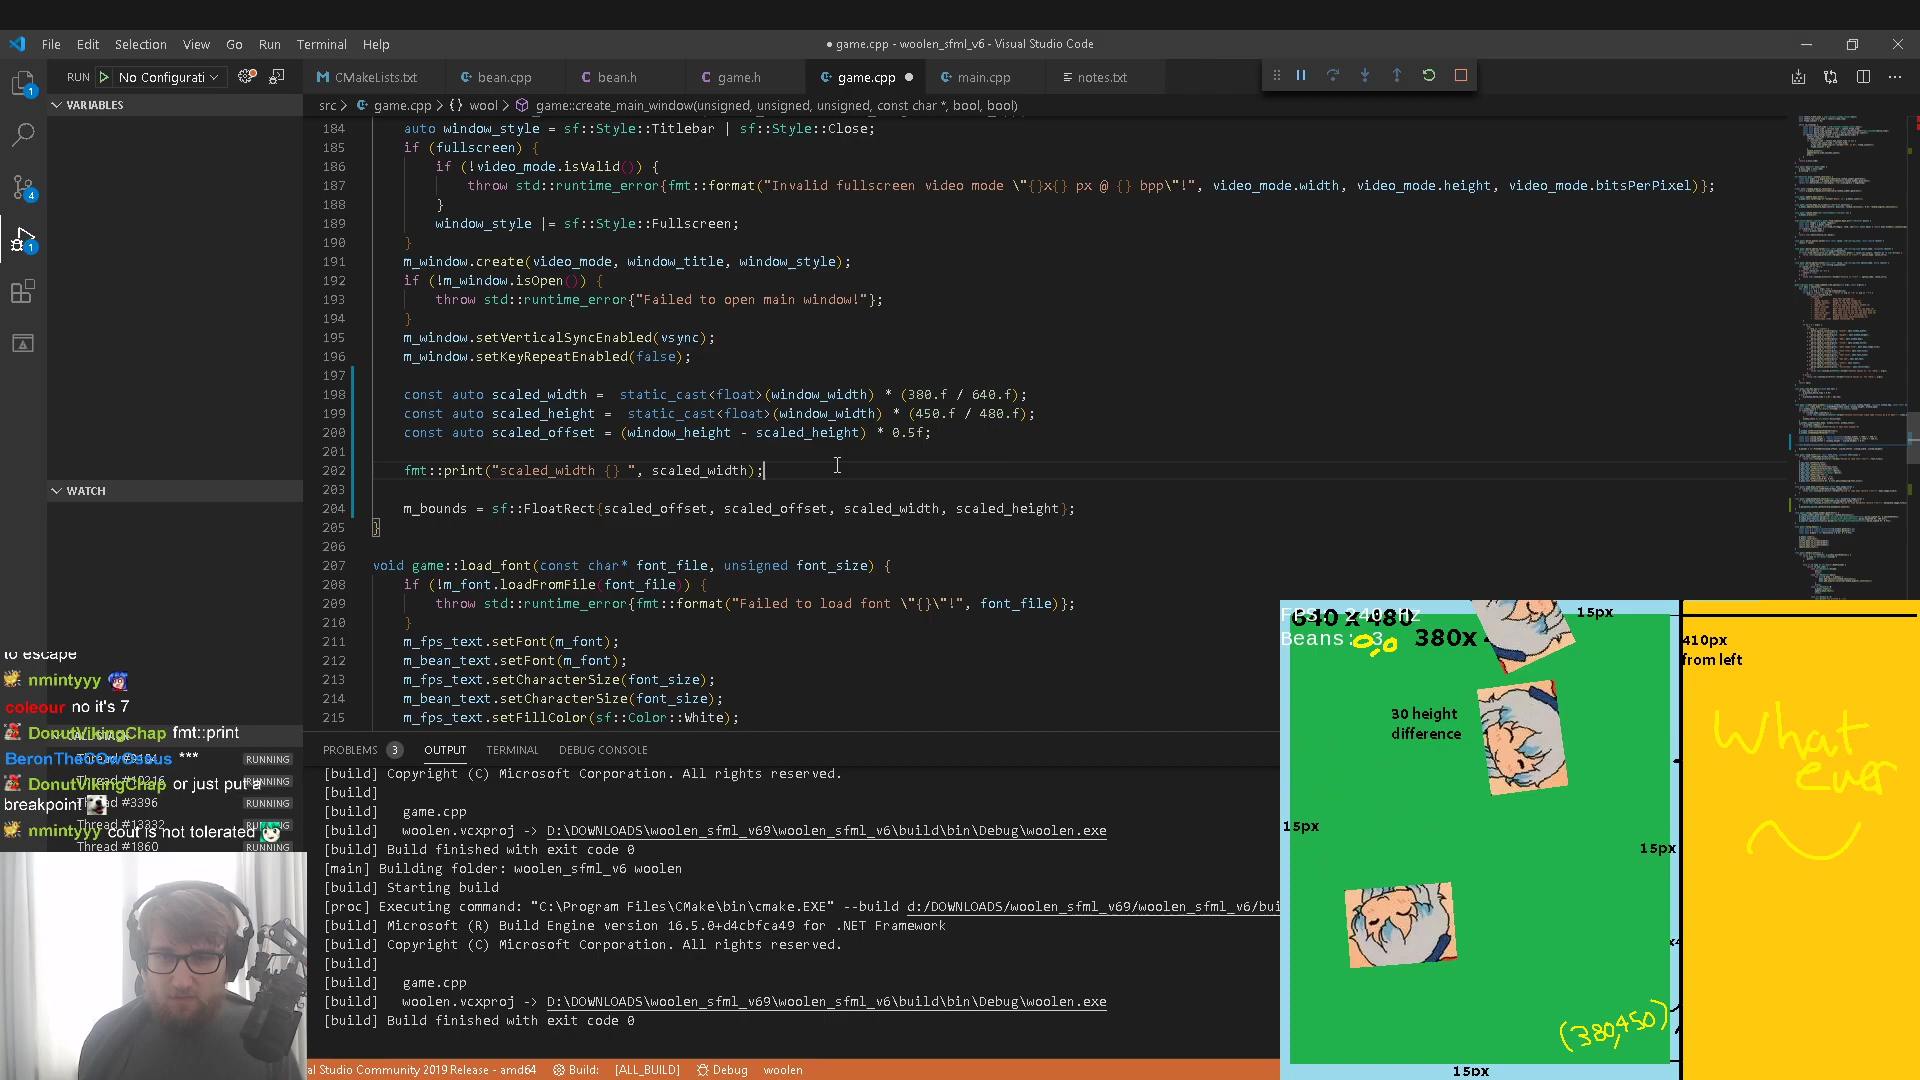 File Edit Selection View Go Run Terminal Help
● game.cpp - woolen_sfml_v6 - Visual Studio Code
RUN No Configurati
CMakeLists.txt bean.cpp bean.h game.h game.cpp main.cpp notes.txt
1
4
1
VARIABLES
WATCH
src > game.cpp > {} wool > game::create_main_window(unsigned, unsigned, unsigned, const char *, bool, bool)
184 auto window_style = sf::Style::Titlebar | sf::Style::Close;
185 if (fullscreen) {
186 if (!video_mode.isValid()) {
187 throw std::runtime_error{fmt::format("Invalid fullscreen video mode \"{}x{} px @ {} bpp\"!", video_mode.width, video_mode.height, video_mode.bitsPerPixel)};
188 }
189 window_style |= sf::Style::Fullscreen;
190 }
191 m_window.create(video_mode, window_title, window_style);
192 if (!m_window.isOpen()) {
193 throw std::runtime_error{"Failed to open main window!"};
194 }
195 m_window.setVerticalSyncEnabled(vsync);
196 m_window.setKeyRepeatEnabled(false);
197
198 const auto scaled_width =  static_cast<float>(window_width) * (380.f / 640.f);
199 const auto scaled_height =  static_cast<float>(window_width) * (450.f / 480.f);
200 const auto scaled_offset = (window_height - scaled_height) * 0.5f;
201
202 fmt::print("scaled_width {} ", scaled_width);
203
204 m_bounds = sf::FloatRect{scaled_offset, scaled_offset, scaled_width, scaled_height};
205 }
206
207 void game::load_font(const char* font_file, unsigned font_size) {
208 if (!m_font.loadFromFile(font_file)) {
209 throw std::runtime_error{fmt::format("Failed to load font \"{}\"!", font_file)};
210 }
211 m_fps_text.setFont(m_font);
212 m_bean_text.setFont(m_font);
213 m_fps_text.setCharacterSize(font_size);
214 m_bean_text.setCharacterSize(font_size);
215 m_fps_text.setFillColor(sf::Color::White);
PROBLEMS 3 OUTPUT TERMINAL DEBUG CONSOLE
[build] Copyright (C) Microsoft Corporation. All rights reserved.
[build]
[build] game.cpp
[build] woolen.vcxproj -> D:\DOWNLOADS\woolen_sfml_v69\woolen_sfml_v6\build\bin\Debug\woolen.exe
[build] Build finished with exit code 0
[main] Building folder: woolen_sfml_v6 woolen
[build] Starting build
[proc] Executing command: "C:\Program Files\CMake\bin\cmake.EXE" --build d:/DOWNLOADS/woolen_sfml_v69/woolen_sfml_v6/bui
[build] Microsoft (R) Build Engine version 16.5.0+d4cbfca49 for .NET Framework
[build] Copyright (C) Microsoft Corporation. All rights reserved.
[build]
[build] game.cpp
[build] woolen.vcxproj -> D:\DOWNLOADS\woolen_sfml_v69\woolen_sfml_v6\build\bin\Debug\woolen.exe
[build] Build finished with exit code 0
al Studio Community 2019 Release - amd64 Build: [ALL_BUILD] Debug woolen
to escape
nmintyyy
coleour no it's 7
DonutVikingChap fmt::print
BeronTheCOwOssus ***
DonutVikingChap or just put a
breakpoint
nmintyyy cout is not tolerated
RUNNING
RUNNING
Thread #3396 RUNNING
Thread #13332 RUNNING
Thread #1860 RUNNING
FPS: 240 Hz
640 x 480
Beans: 3
0,0
380x
15px
410px
from left
30 height
difference
What
ever
15px
15px
(380,450)
15px